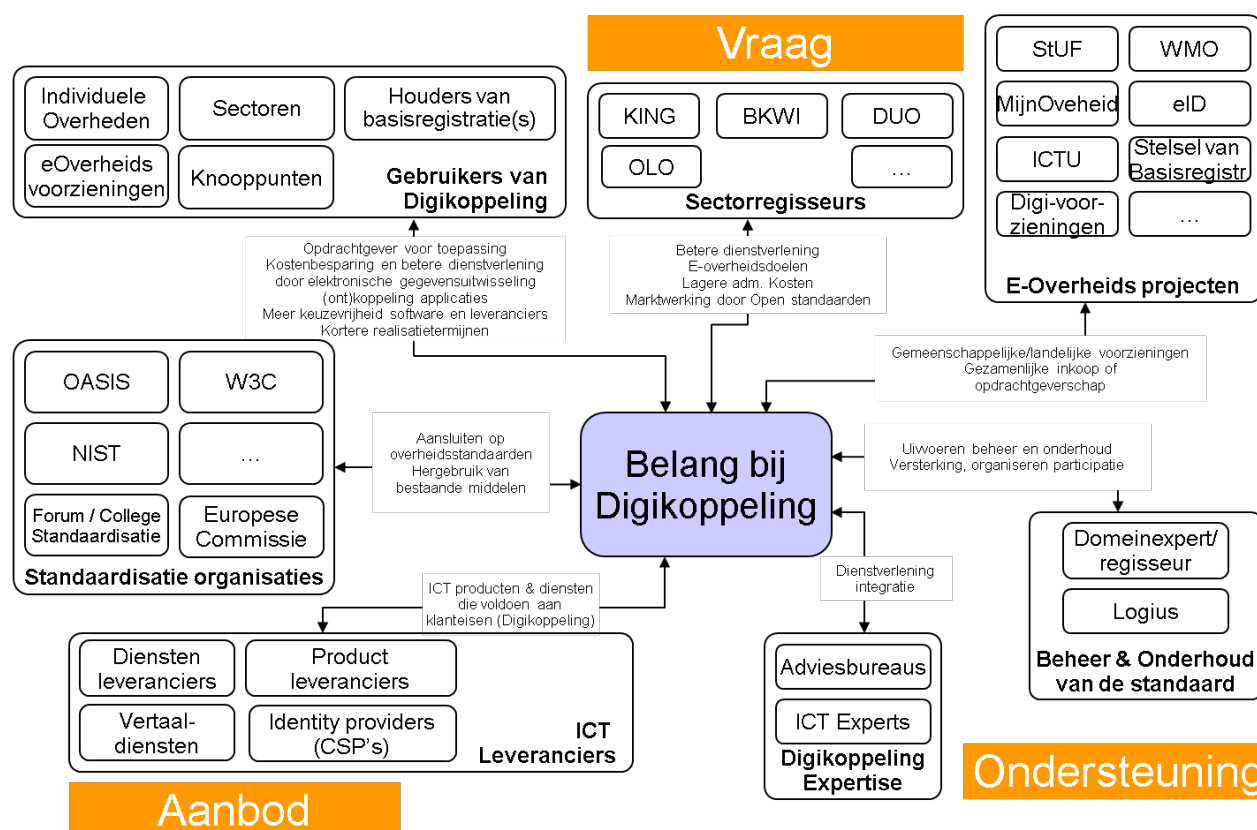 Vraag
Individuele
Overheden
Sectoren
Houders van
basisregistratie(s)
eOverheids
voorzieningen
Knooppunten
Gebruikers van
Digikoppeling
KING
BKWI
DUO
OLO
...
Sectorregisseurs
StUF
WMO
MijnOveheid
eID
ICTU
Stelsel van
Basisregistr.
Digi-voor-
zieningen
...
E-Overheids projecten
Opdrachtgever voor toepassing
Kostenbesparing en betere dienstverlening
door elektronische gegevensuitwisseling
(ont)koppeling applicaties
Meer keuzevrijheid software en leveranciers
Kortere realisatietermijnen
Betere dienstverlening
E-overheidsdoelen
Lagere adm. Kosten
Marktwerking door Open standaarden
Gemeenschappelijke/landelijke voorzieningen
Gezamenlijke inkoop of
opdrachtgeverschap
OASIS
W3C
NIST
...
Forum / College
Standaardisatie
Europese
Commissie
Standaardisatie organisaties
Aansluiten op
overheidsstandaarden
Hergebruik van
bestaande middelen
Belang bij
Digikoppeling
Uivoeren beheer en onderhoud
Versterking, organiseren participatie
Domeinexpert/
regisseur
Logius
Beheer & Onderhoud
van de standaard
ICT producten & diensten
die voldoen aan
klanteisen (Digikoppeling)
Dienstverlening
integratie
Diensten
leveranciers
Product
leveranciers
Vertaal-
diensten
Identity providers
(CSP's)
ICT
Leveranciers
Adviesbureaus
ICT Experts
Digikoppeling
Expertise
Ondersteuning
Aanbod